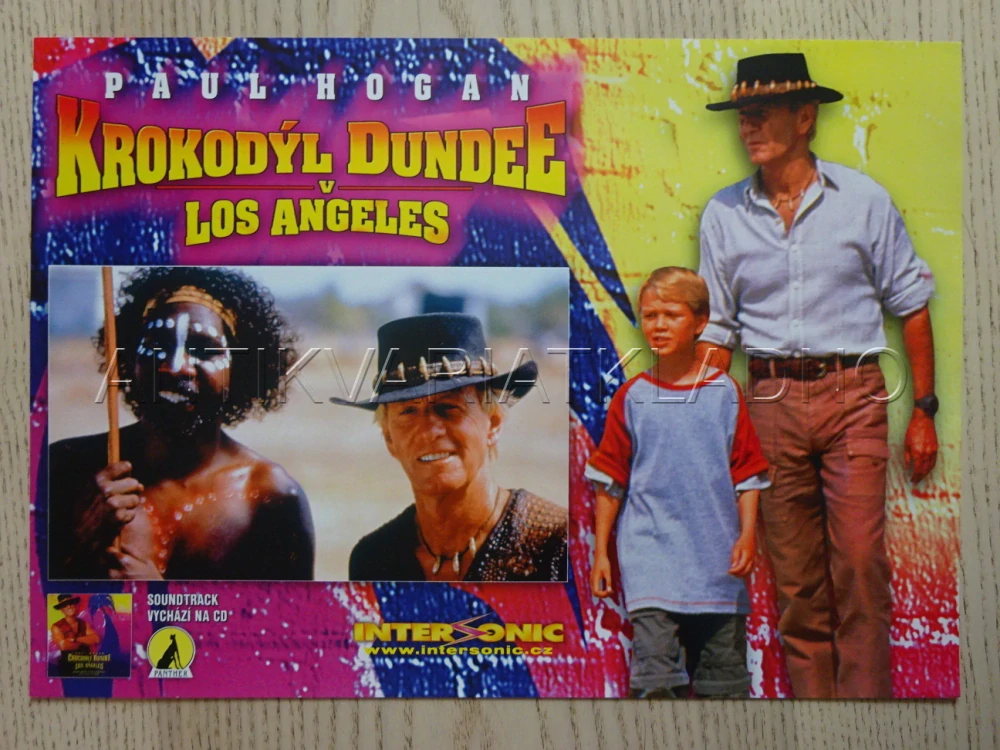 PAUL HOGAN
KROKODÝL DUNDEE
V
LOS ANGELES
ANTIKVARIATKLADNO
SOUNDTRACK
VYCHÁZÍ NA CD*
PANTHER
INTERSONIC
www.intersonic.cz